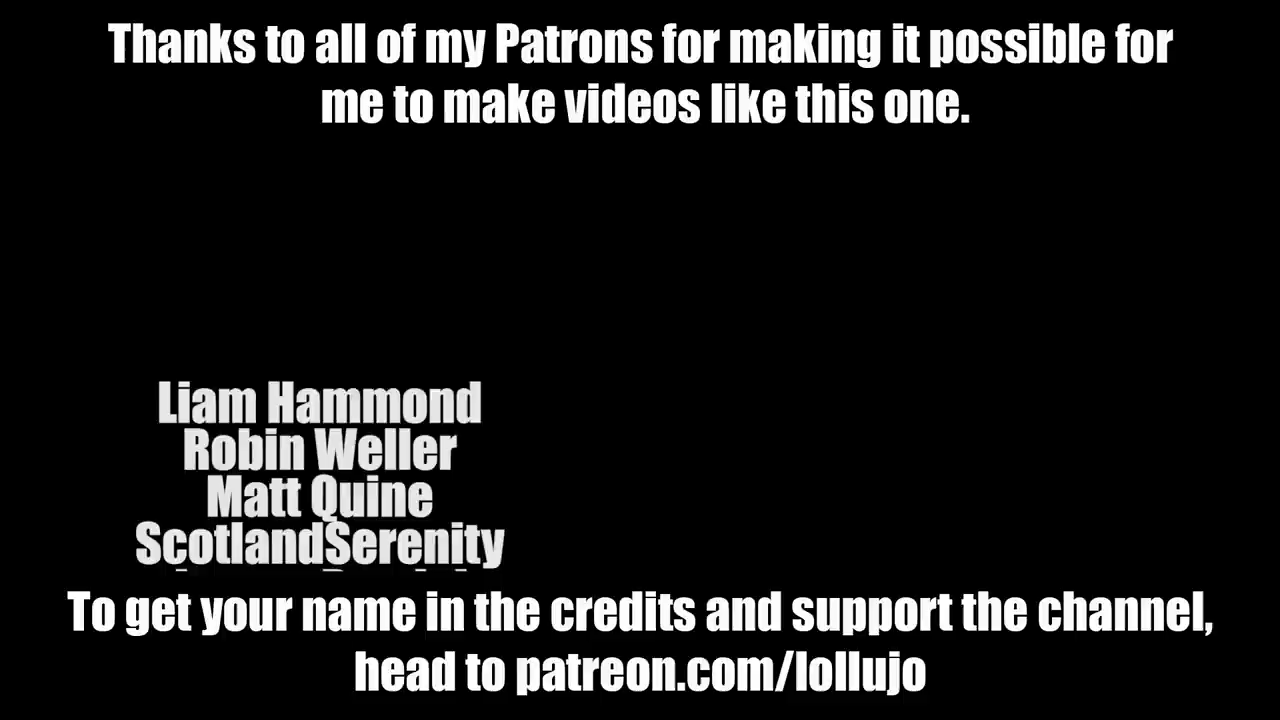 Thanks to all of my Patrons for making it possible for
me to make videos like this one.
Liam Hammond
Robin Weller
Matt Quine
ScotlandSerenity
To get your name in the credits and support the channel,
head to patreon.com/lollujo